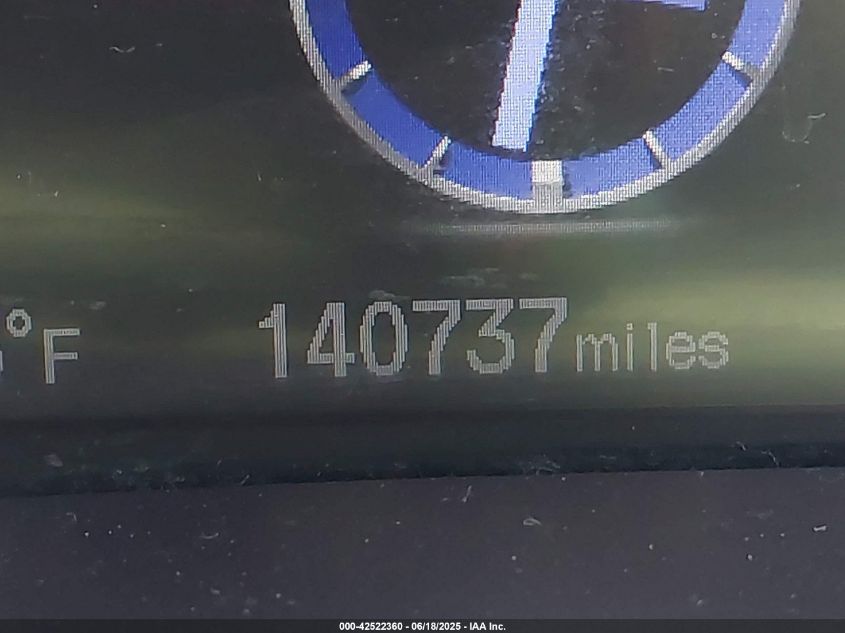 °F 140737 miles
000-42522360 - 06/18/2025 - IAA Inc.